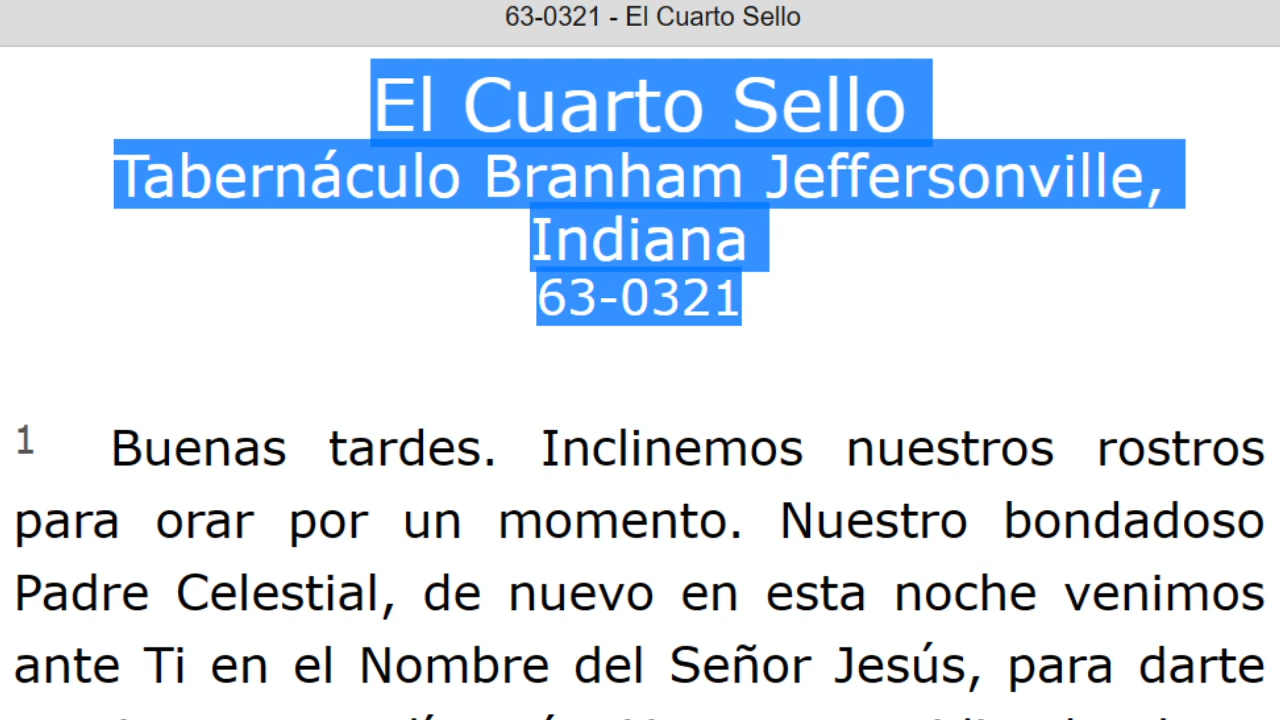 63-0321 - El Cuarto Sello
El Cuarto Sello
Tabernáculo Branham Jeffersonville,
Indiana
63-0321
1 Buenas tardes. Inclinemos nuestros rostros
para orar por un momento. Nuestro bondadoso
Padre Celestial, de nuevo en esta noche venimos
ante Ti en el Nombre del Señor Jesús, para darte